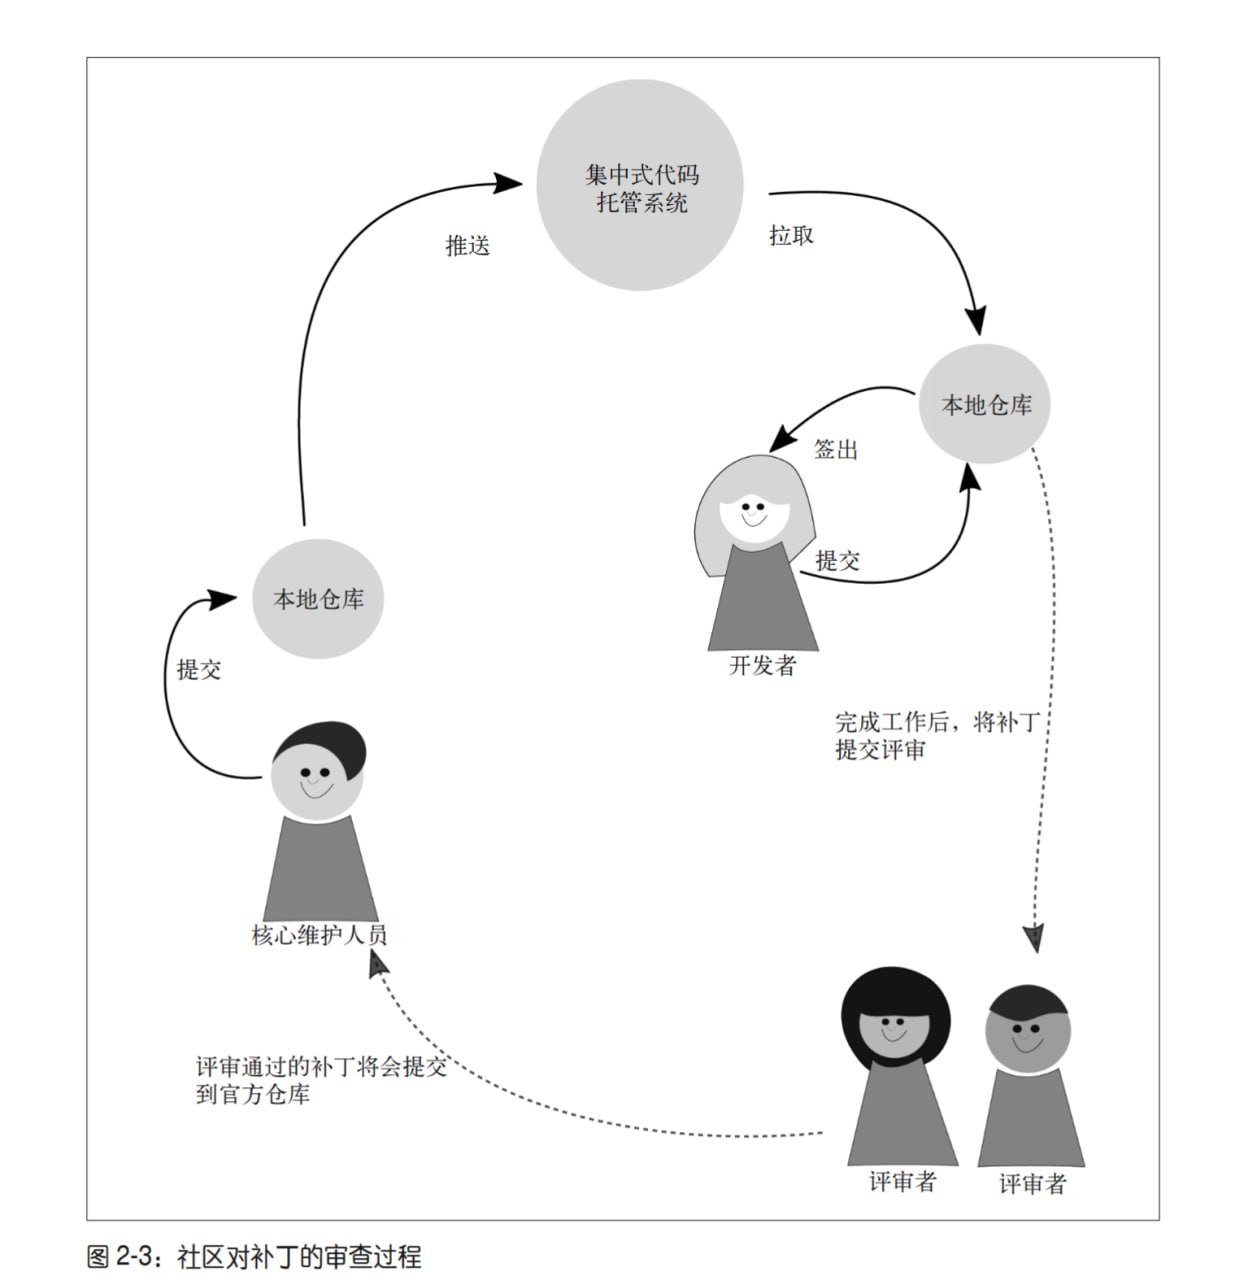 集中式代码
托管系统
推送
拉取
本地仓库
签出
提交
开发者
本地仓库
提交
完成工作后，将补丁
提交评审
核心维护人员
评审通过的补丁将会提交
到官方仓库
评审者
评审者
图 2-3：社区对补丁的审查过程